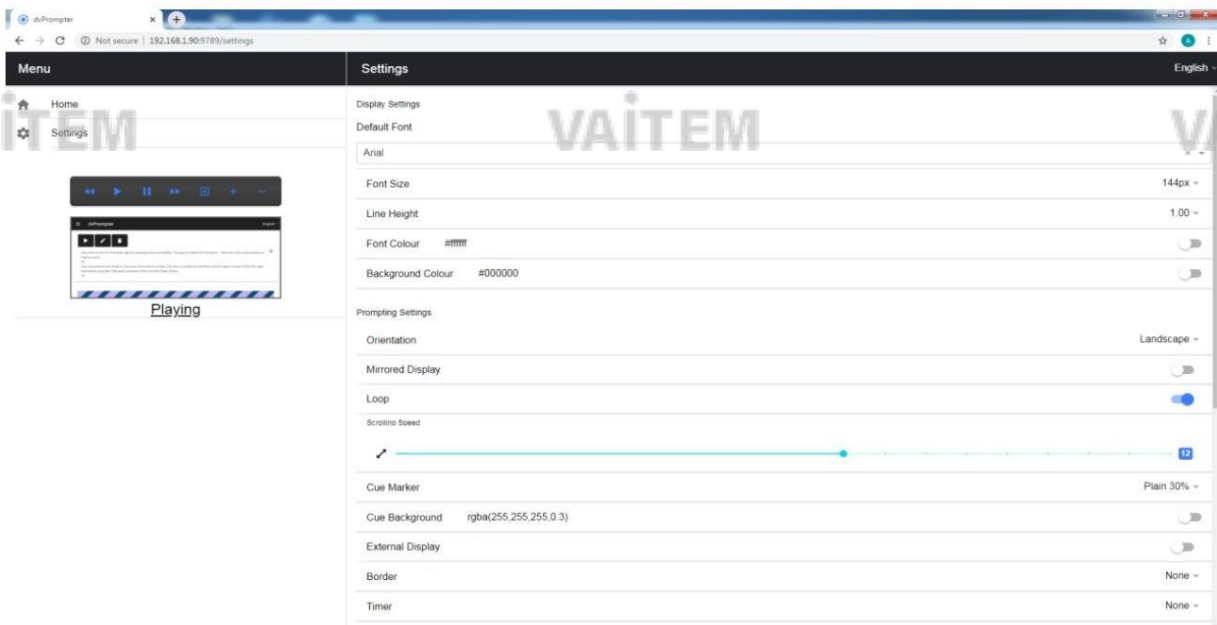 dvPrompter
Not secure | 192.168.1.90:9789/settings
A
Menu
Settings
English
Home
Settings
VAiTEM
iTEM
Display Settings
Default Font
Arial
Font Size 144px
Line Height 1.00
Font Colour #ffffff
Background Colour #000000
dvPrompter English
Playing
Prompting Settings
Orientation Landscape
Mirrored Display
Loop
Scrolling Speed
12
Cue Marker Plain 30%
Cue Background rgba(255,255,255,0.3)
External Display
Border None
Timer None